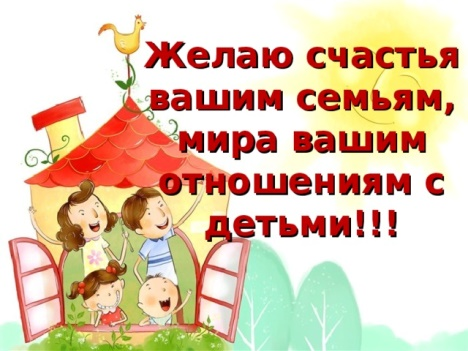 Желаю счастья
вашим семьям,
мира вашим
отношениям с
детьми!!!